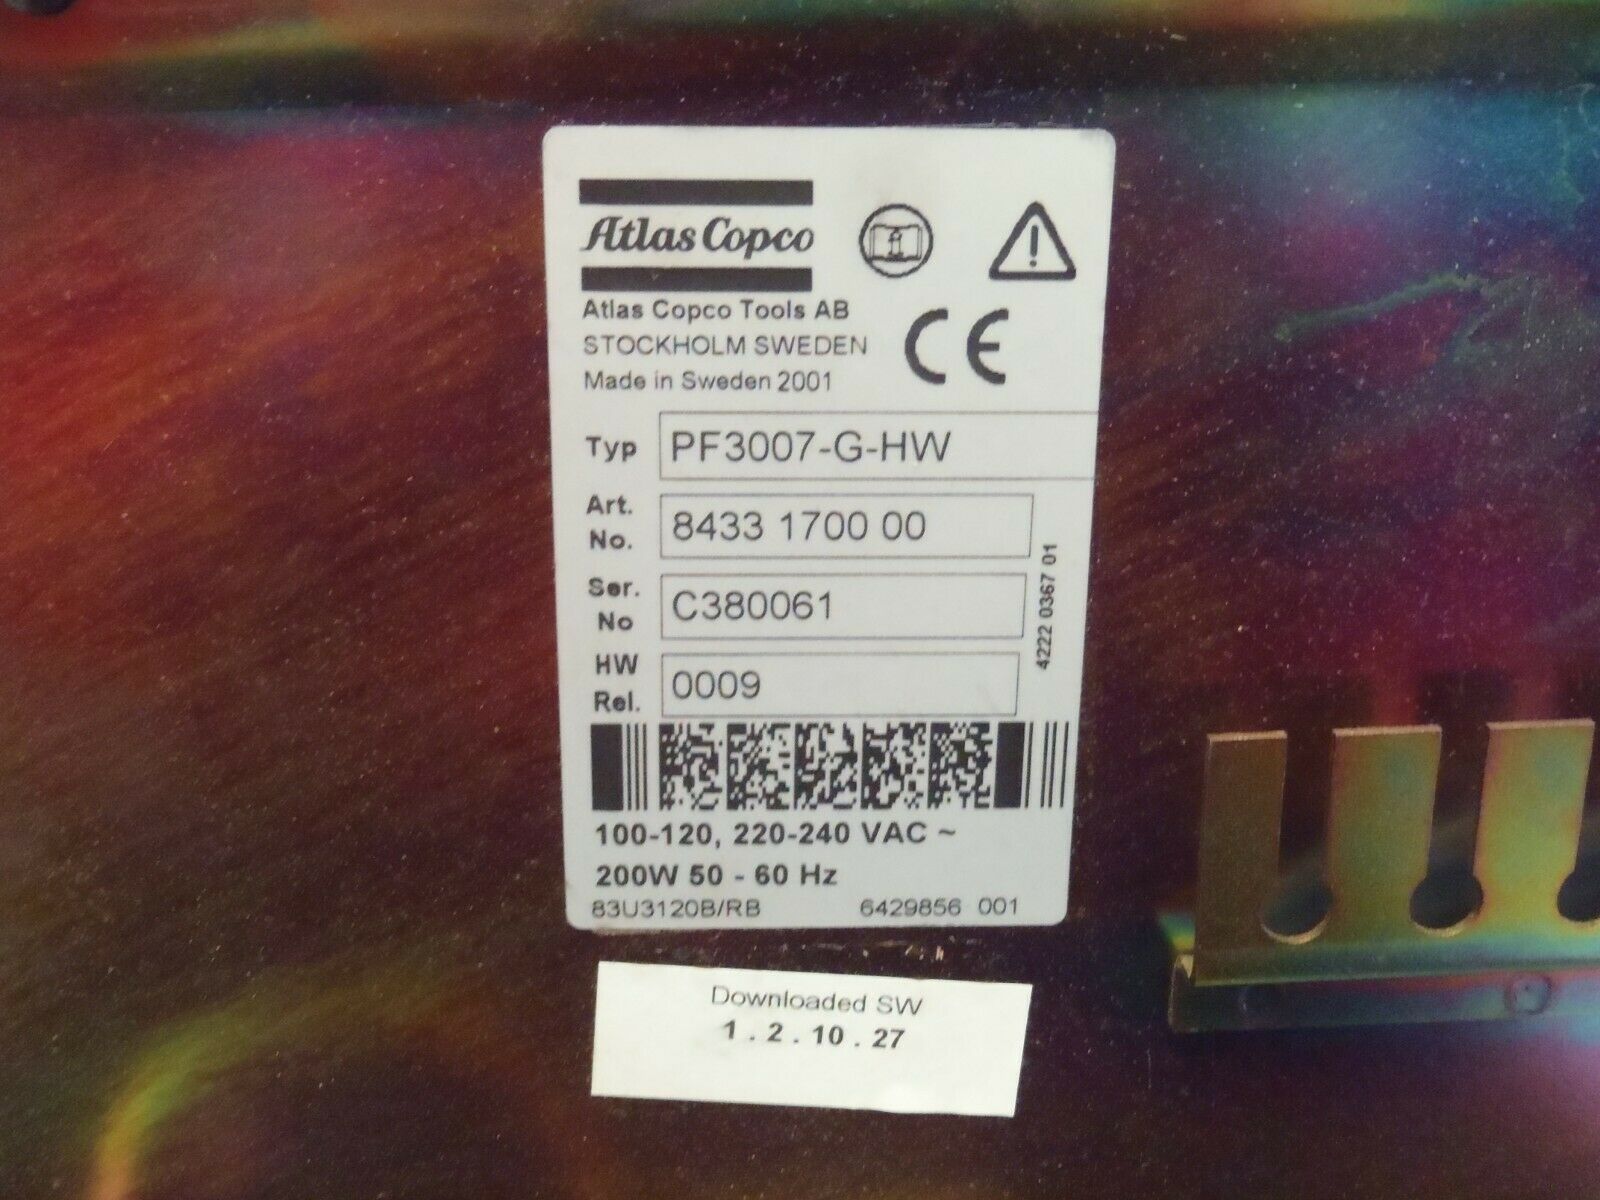 Atlas Copco
Atlas Copco Tools AB
STOCKHOLM SWEDEN
Made in Sweden 2001
CE
Typ PF3007-G-HW
Art. No. 8433 1700 00
Ser. No C380061
HW Rel. 0009
4222 0367 01
100-120, 220-240 VAC ~
200W 50 - 60 Hz
83U3120B/RB 6429856 001
Downloaded SW
1 . 2 . 10 . 27